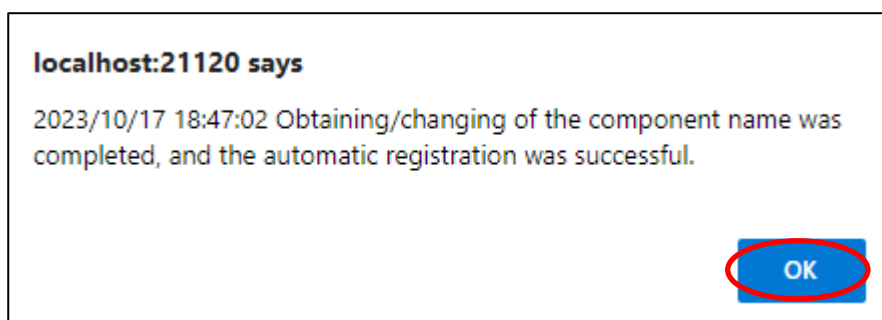 localhost:21120 says
2023/10/17 18:47:02 Obtaining/changing of the component name was
completed, and the automatic registration was successful.
OK